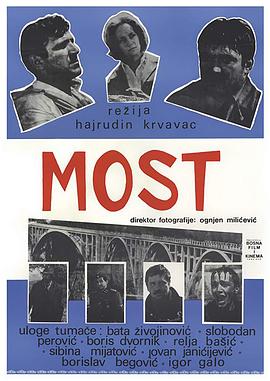 režija
hajrudin krvavac
MOST
direktor fotografije: ognjen milićević
BOSNA
FILM
I
KINEMA
uloge tumače: bata živojinović • slobodan
perović • boris dvornik • relja bašić •
sibina mijatović • jovan janićijević •
borislav begović • igor galo